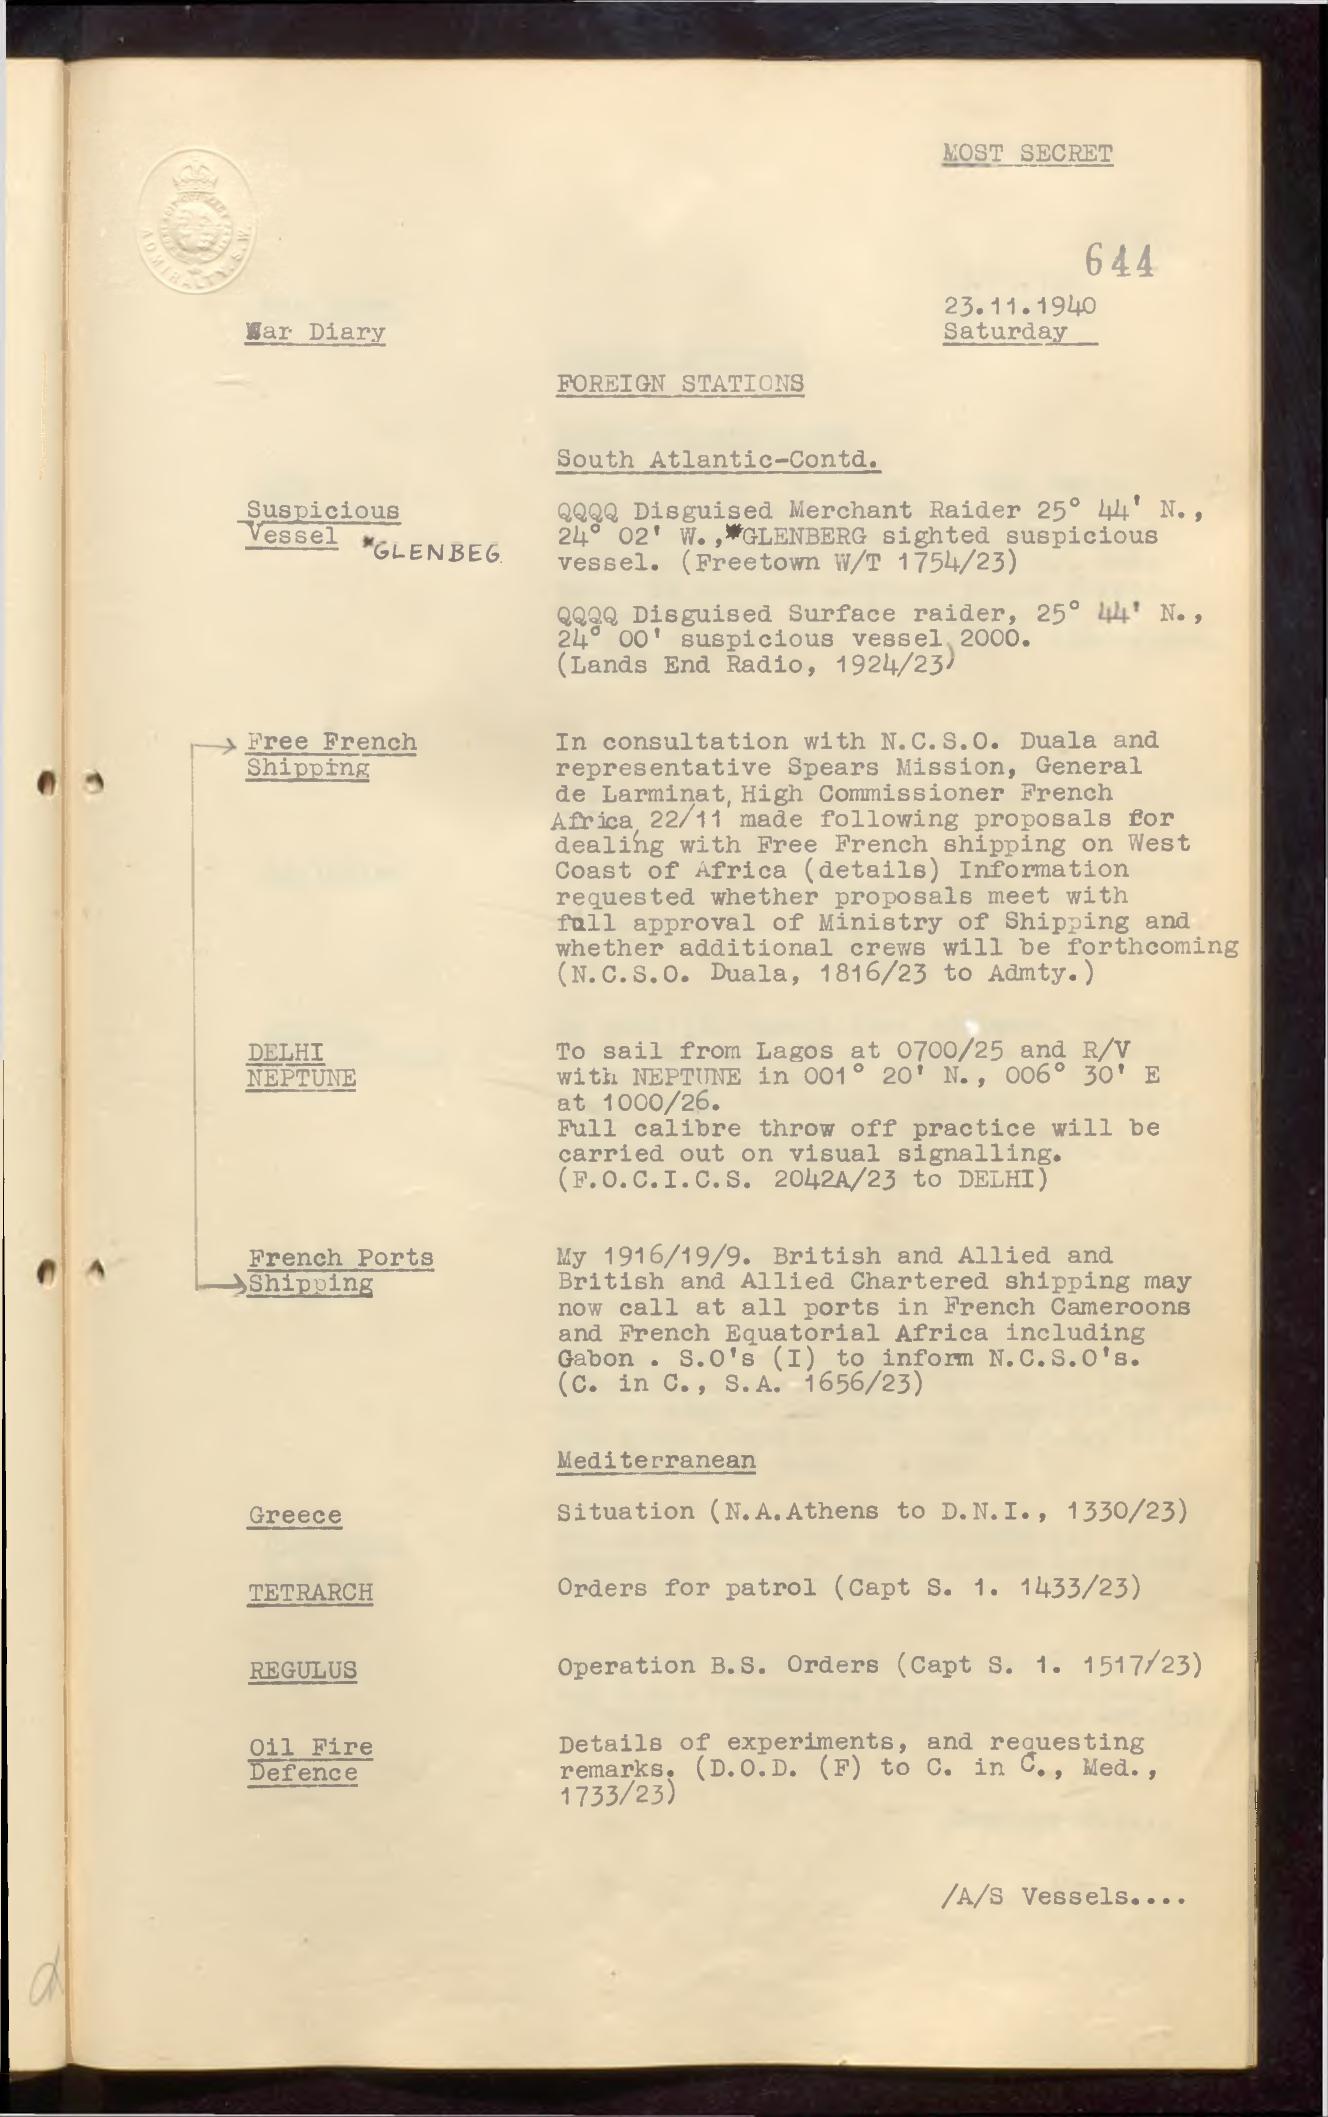 MOST SECRET
ADMIRALTY. S.W.
644
23.11.1940
War Diary
Saturday
FOREIGN STATIONS
South Atlantic-Contd.
Suspicious
Vessel *GLENBEG
QQQQ Disguised Merchant Raider 25° 44' N.,
24° 02' W.,*GLENBERG sighted suspicious
vessel. (Freetown W/T 1754/23)
QQQQ Disguised Surface raider, 25° 44' N.,
24° 00' suspicious vessel 2000.
(Lands End Radio, 1924/23)
Free French
Shipping
In consultation with N.C.S.O. Duala and
representative Spears Mission, General
de Larminat, High Commissioner French
Africa, 22/11 made following proposals for
dealing with Free French shipping on West
Coast of Africa (details) Information
requested whether proposals meet with
full approval of Ministry of Shipping and
whether additional crews will be forthcoming
(N.C.S.O. Duala, 1816/23 to Admty.)
DELHI
NEPTUNE
To sail from Lagos at 0700/25 and R/V
with NEPTUNE in 001° 20' N., 006° 30' E
at 1000/26.
Full calibre throw off practice will be
carried out on visual signalling.
(F.O.C.I.C.S. 2042A/23 to DELHI)
French Ports
Shipping
My 1916/19/9. British and Allied and
British and Allied Chartered shipping may
now call at all ports in French Cameroons
and French Equatorial Africa including
Gabon . S.O's (I) to inform N.C.S.O's.
(C. in C., S.A. 1656/23)
Mediterranean
Greece
Situation (N.A.Athens to D.N.I., 1330/23)
TETRARCH
Orders for patrol (Capt S. 1. 1433/23)
REGULUS
Operation B.S. Orders (Capt S. 1. 1517/23)
Oil Fire
Defence
Details of experiments, and requesting
remarks. (D.O.D. (F) to C. in C., Med.,
1733/23)
/A/S Vessels....